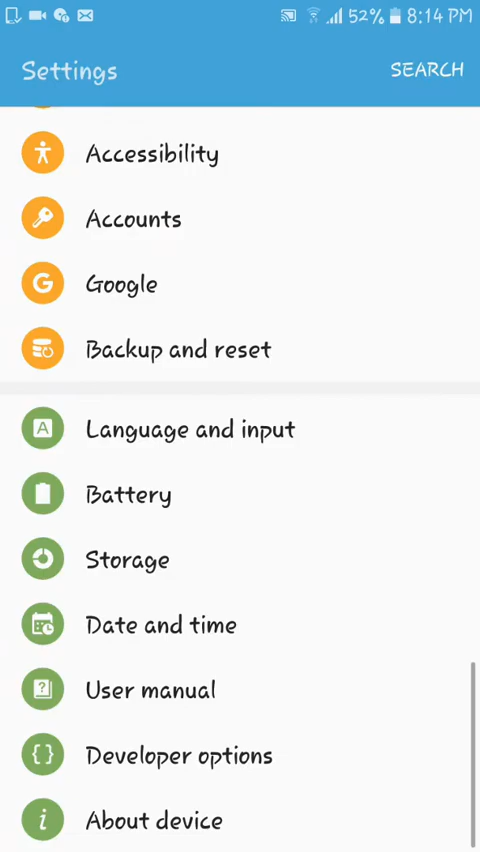 52% 8:14 PM
Settings
SEARCH
Accessibility
Accounts
G Google
Backup and reset
A Language and input
Battery
Storage
Date and time
? User manual
{ } Developer options
i About device